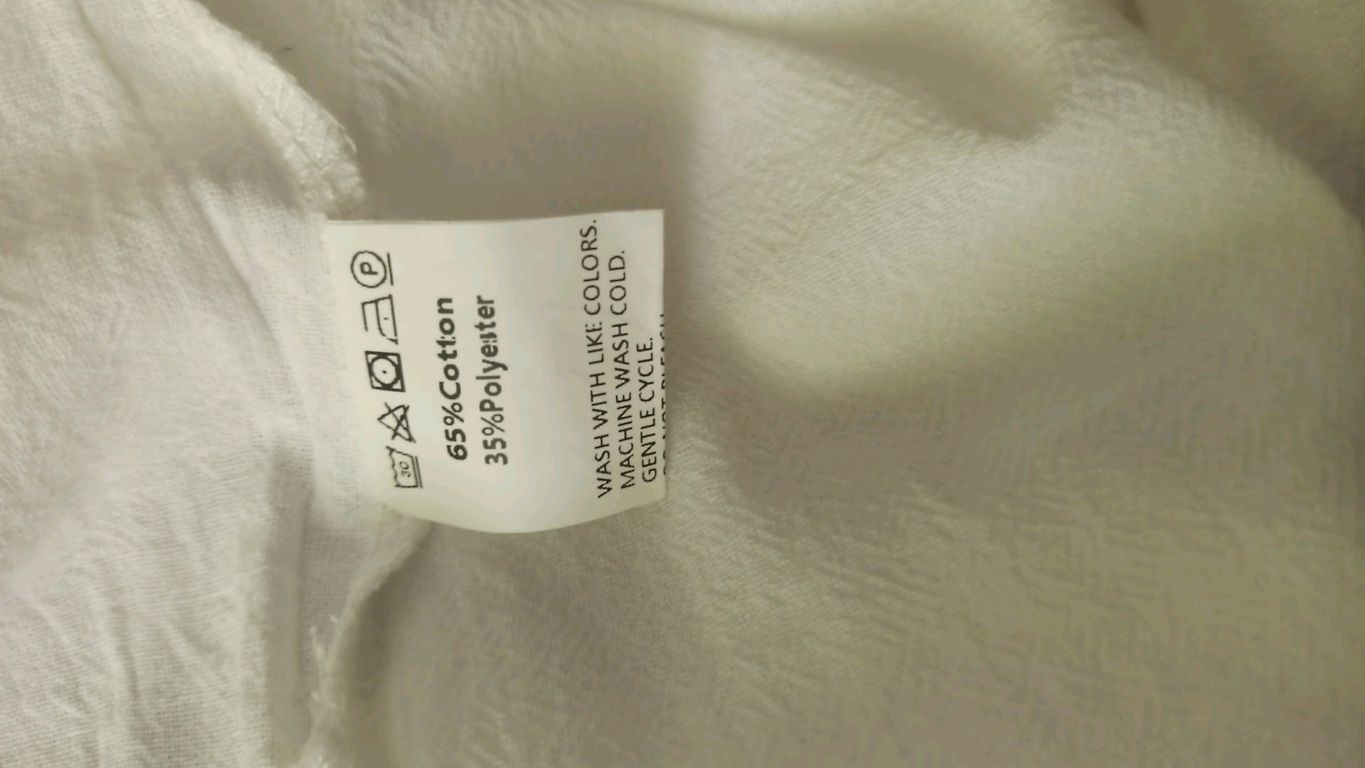 30 P
65%Cotton
35%Polyester
WASH WITH LIKE COLORS.
MACHINE WASH COLD.
GENTLE CYCLE.